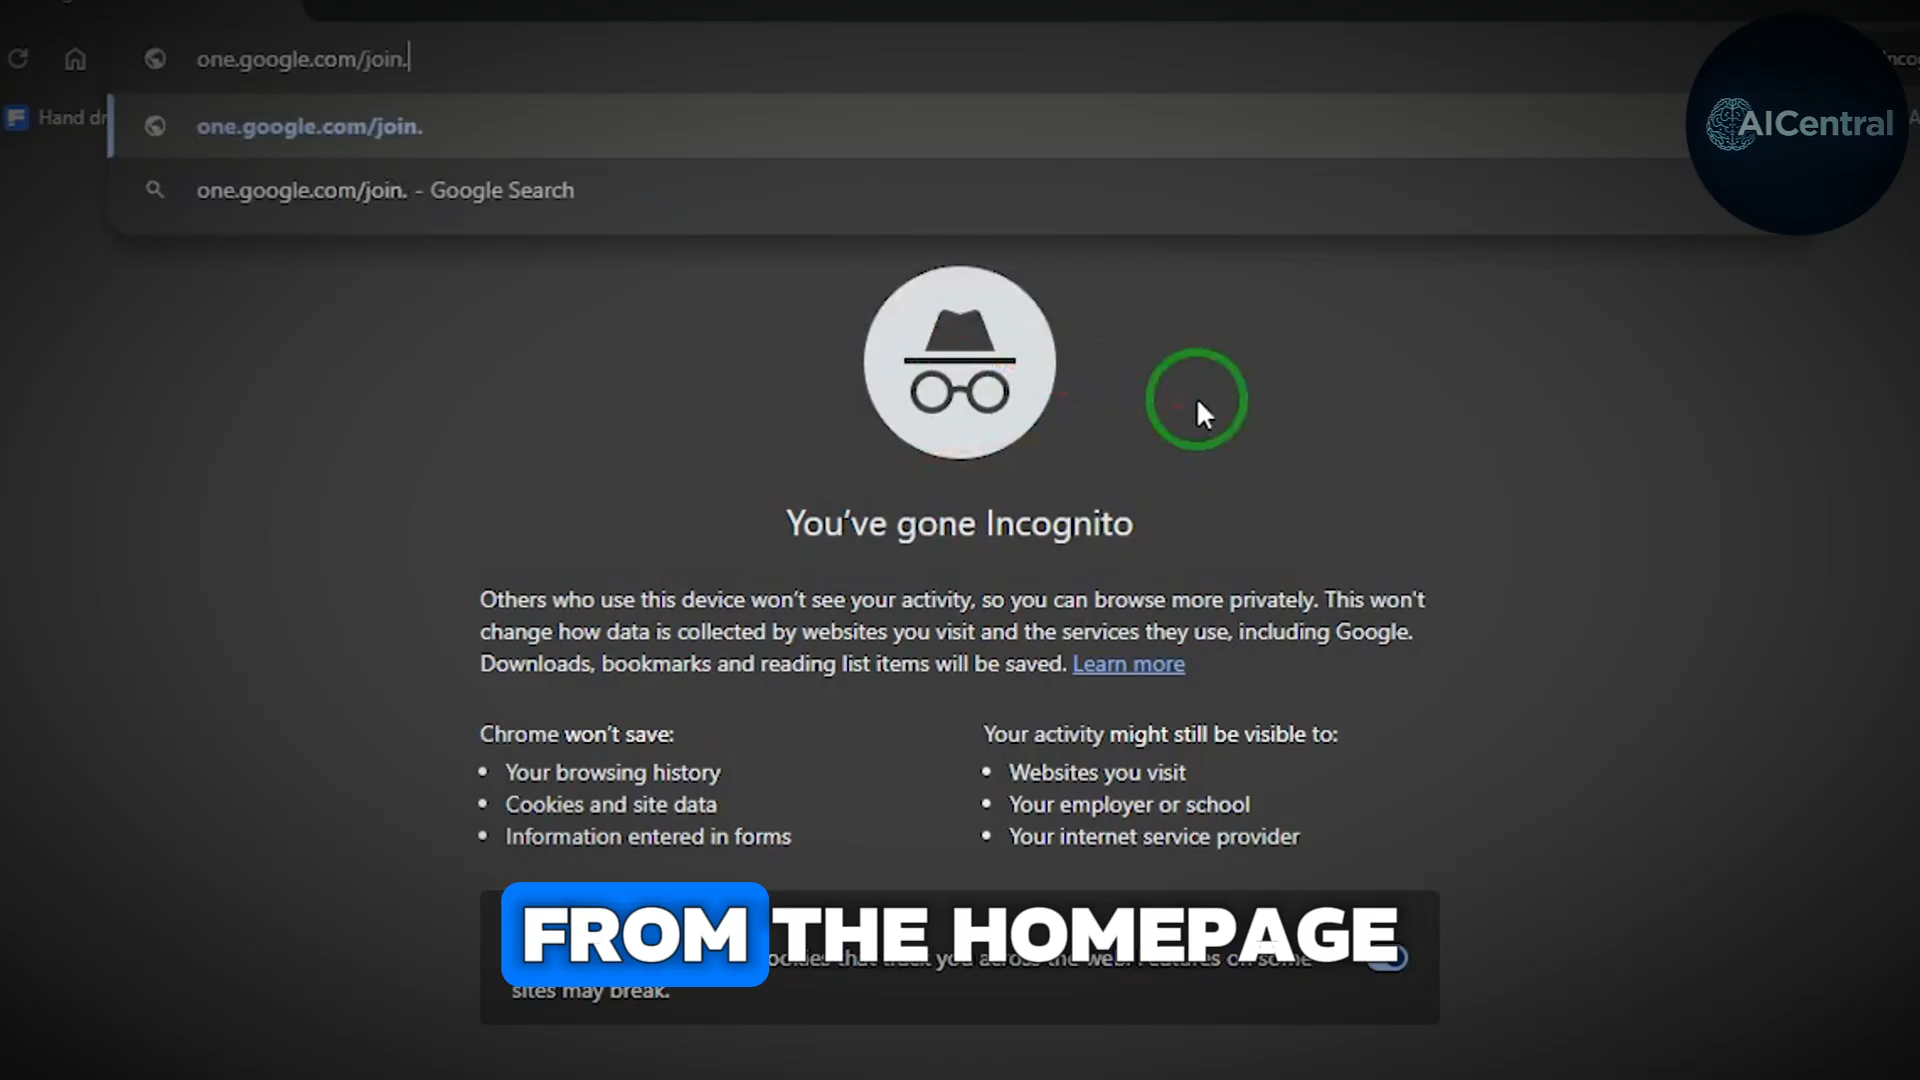 one.google.com/join.
Hand dr
one.google.com/join.
one.google.com/join. - Google Search
AICentral
You've gone Incognito
Others who use this device won't see your activity, so you can browse more privately. This won't
change how data is collected by websites you visit and the services they use, including Google.
Downloads, bookmarks and reading list items will be saved. Learn more
Chrome won't save:
• Your browsing history
• Cookies and site data
• Information entered in forms
Your activity might still be visible to:
• Websites you visit
• Your employer or school
• Your internet service provider
FROM THE HOMEPAGE
sites may break.